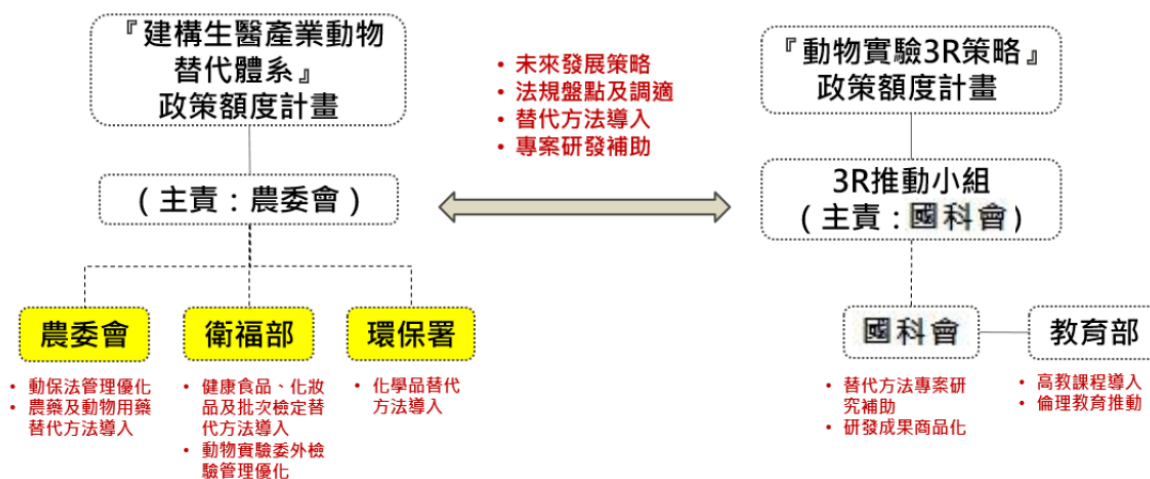 『建構生醫產業動物
替代體系』
政策額度計畫
• 未來發展策略
• 法規盤點及調適
• 替代方法導入
• 專案研發補助
『動物實驗3R策略』
政策額度計畫
（主責：農委會）
3R推動小組
（主責：國科會）
農委會
衛福部
環保署
國科會
教育部
• 動保法管理優化
• 農藥及動物用藥
替代方法導入
• 健康食品、化妝
品及批次檢定替
代方法導入
• 動物實驗委外檢
驗管理優化
• 化學品替代
方法導入
• 替代方法專案研
究補助
• 研發成果商品化
• 高教課程導入
• 倫理教育推動